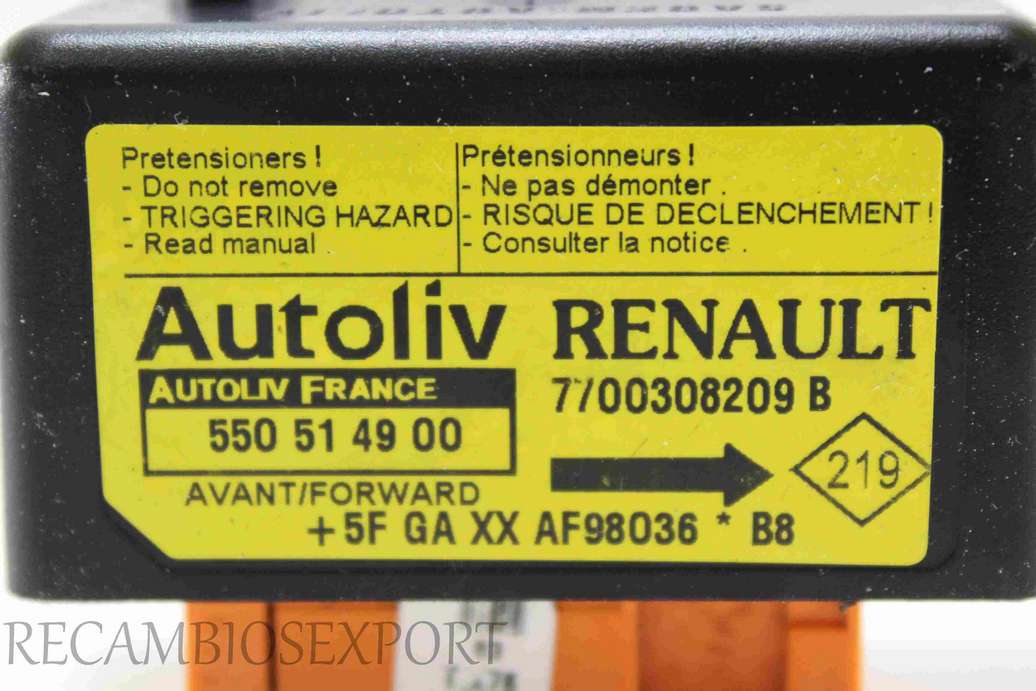 Pretensioners !
- Do not remove
- TRIGGERING HAZARD
- Read manual
Prétensionneurs !
- Ne pas démonter .
- RISQUE DE DECLENCHEMENT !
- Consulter la notice .
Autoliv
RENAULT
AUTOLIV FRANCE
550 51 49 00
7700308209 B
219
AVANT/FORWARD
+5F GA XX AF98036 * B8
RECAMBIOSEXPORT